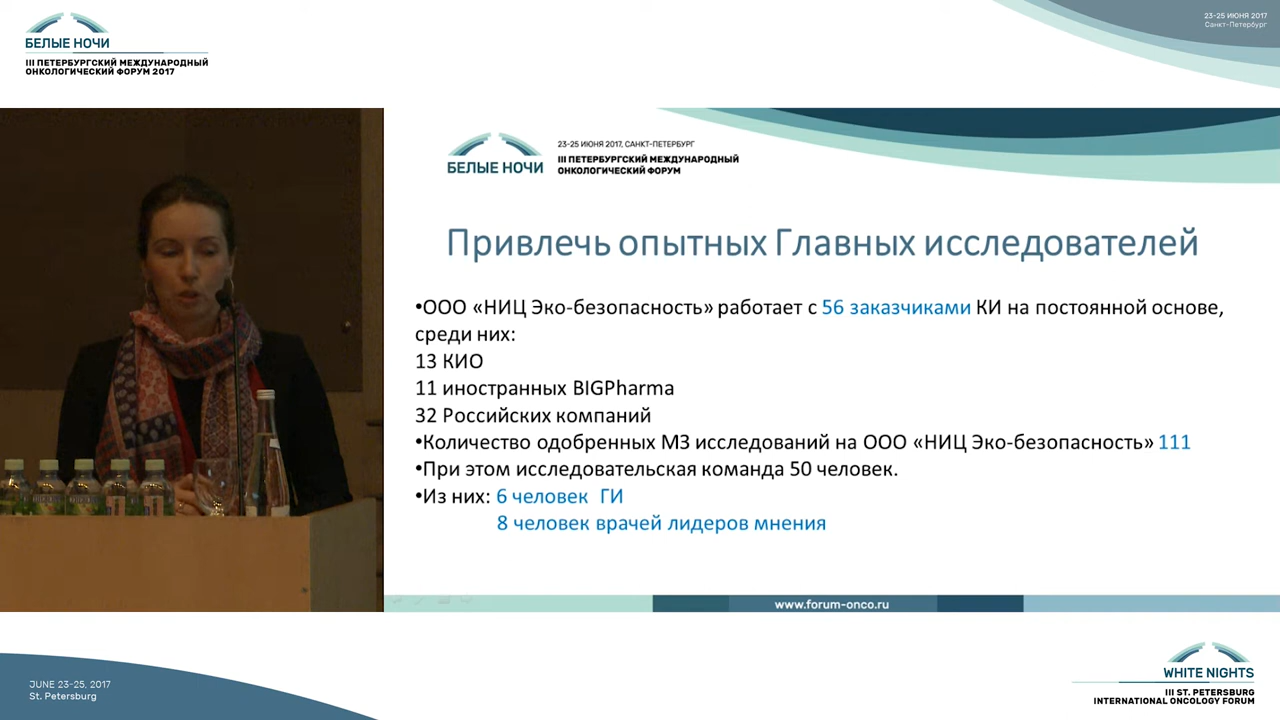 БЕЛЫЕ НОЧИ
III ПЕТЕРБУРГСКИЙ МЕЖДУНАРОДНЫЙ
ОНКОЛОГИЧЕСКИЙ ФОРУМ 2017
23-25 ИЮНЯ 2017
Санкт-Петербург
БЕЛЫЕ НОЧИ
23-25 ИЮНЯ 2017, САНКТ-ПЕТЕРБУРГ
III ПЕТЕРБУРГСКИЙ МЕЖДУНАРОДНЫЙ
ОНКОЛОГИЧЕСКИЙ ФОРУМ
Привлечь опытных Главных исследователей
•ООО «НИЦ Эко-безопасность» работает с 56 заказчиками КИ на постоянной основе,
среди них:
13 КИО
11 иностранных BIGPharma
32 Российских компаний
•Количество одобренных МЗ исследований на ООО «НИЦ Эко-безопасность» 111
•При этом исследовательская команда 50 человек.
•Из них: 6 человек ГИ
8 человек врачей лидеров мнения
www.forum-onco.ru
JUNE 23-25, 2017
St. Petersburg
WHITE NIGHTS
III ST. PETERSBURG
INTERNATIONAL ONCOLOGY FORUM